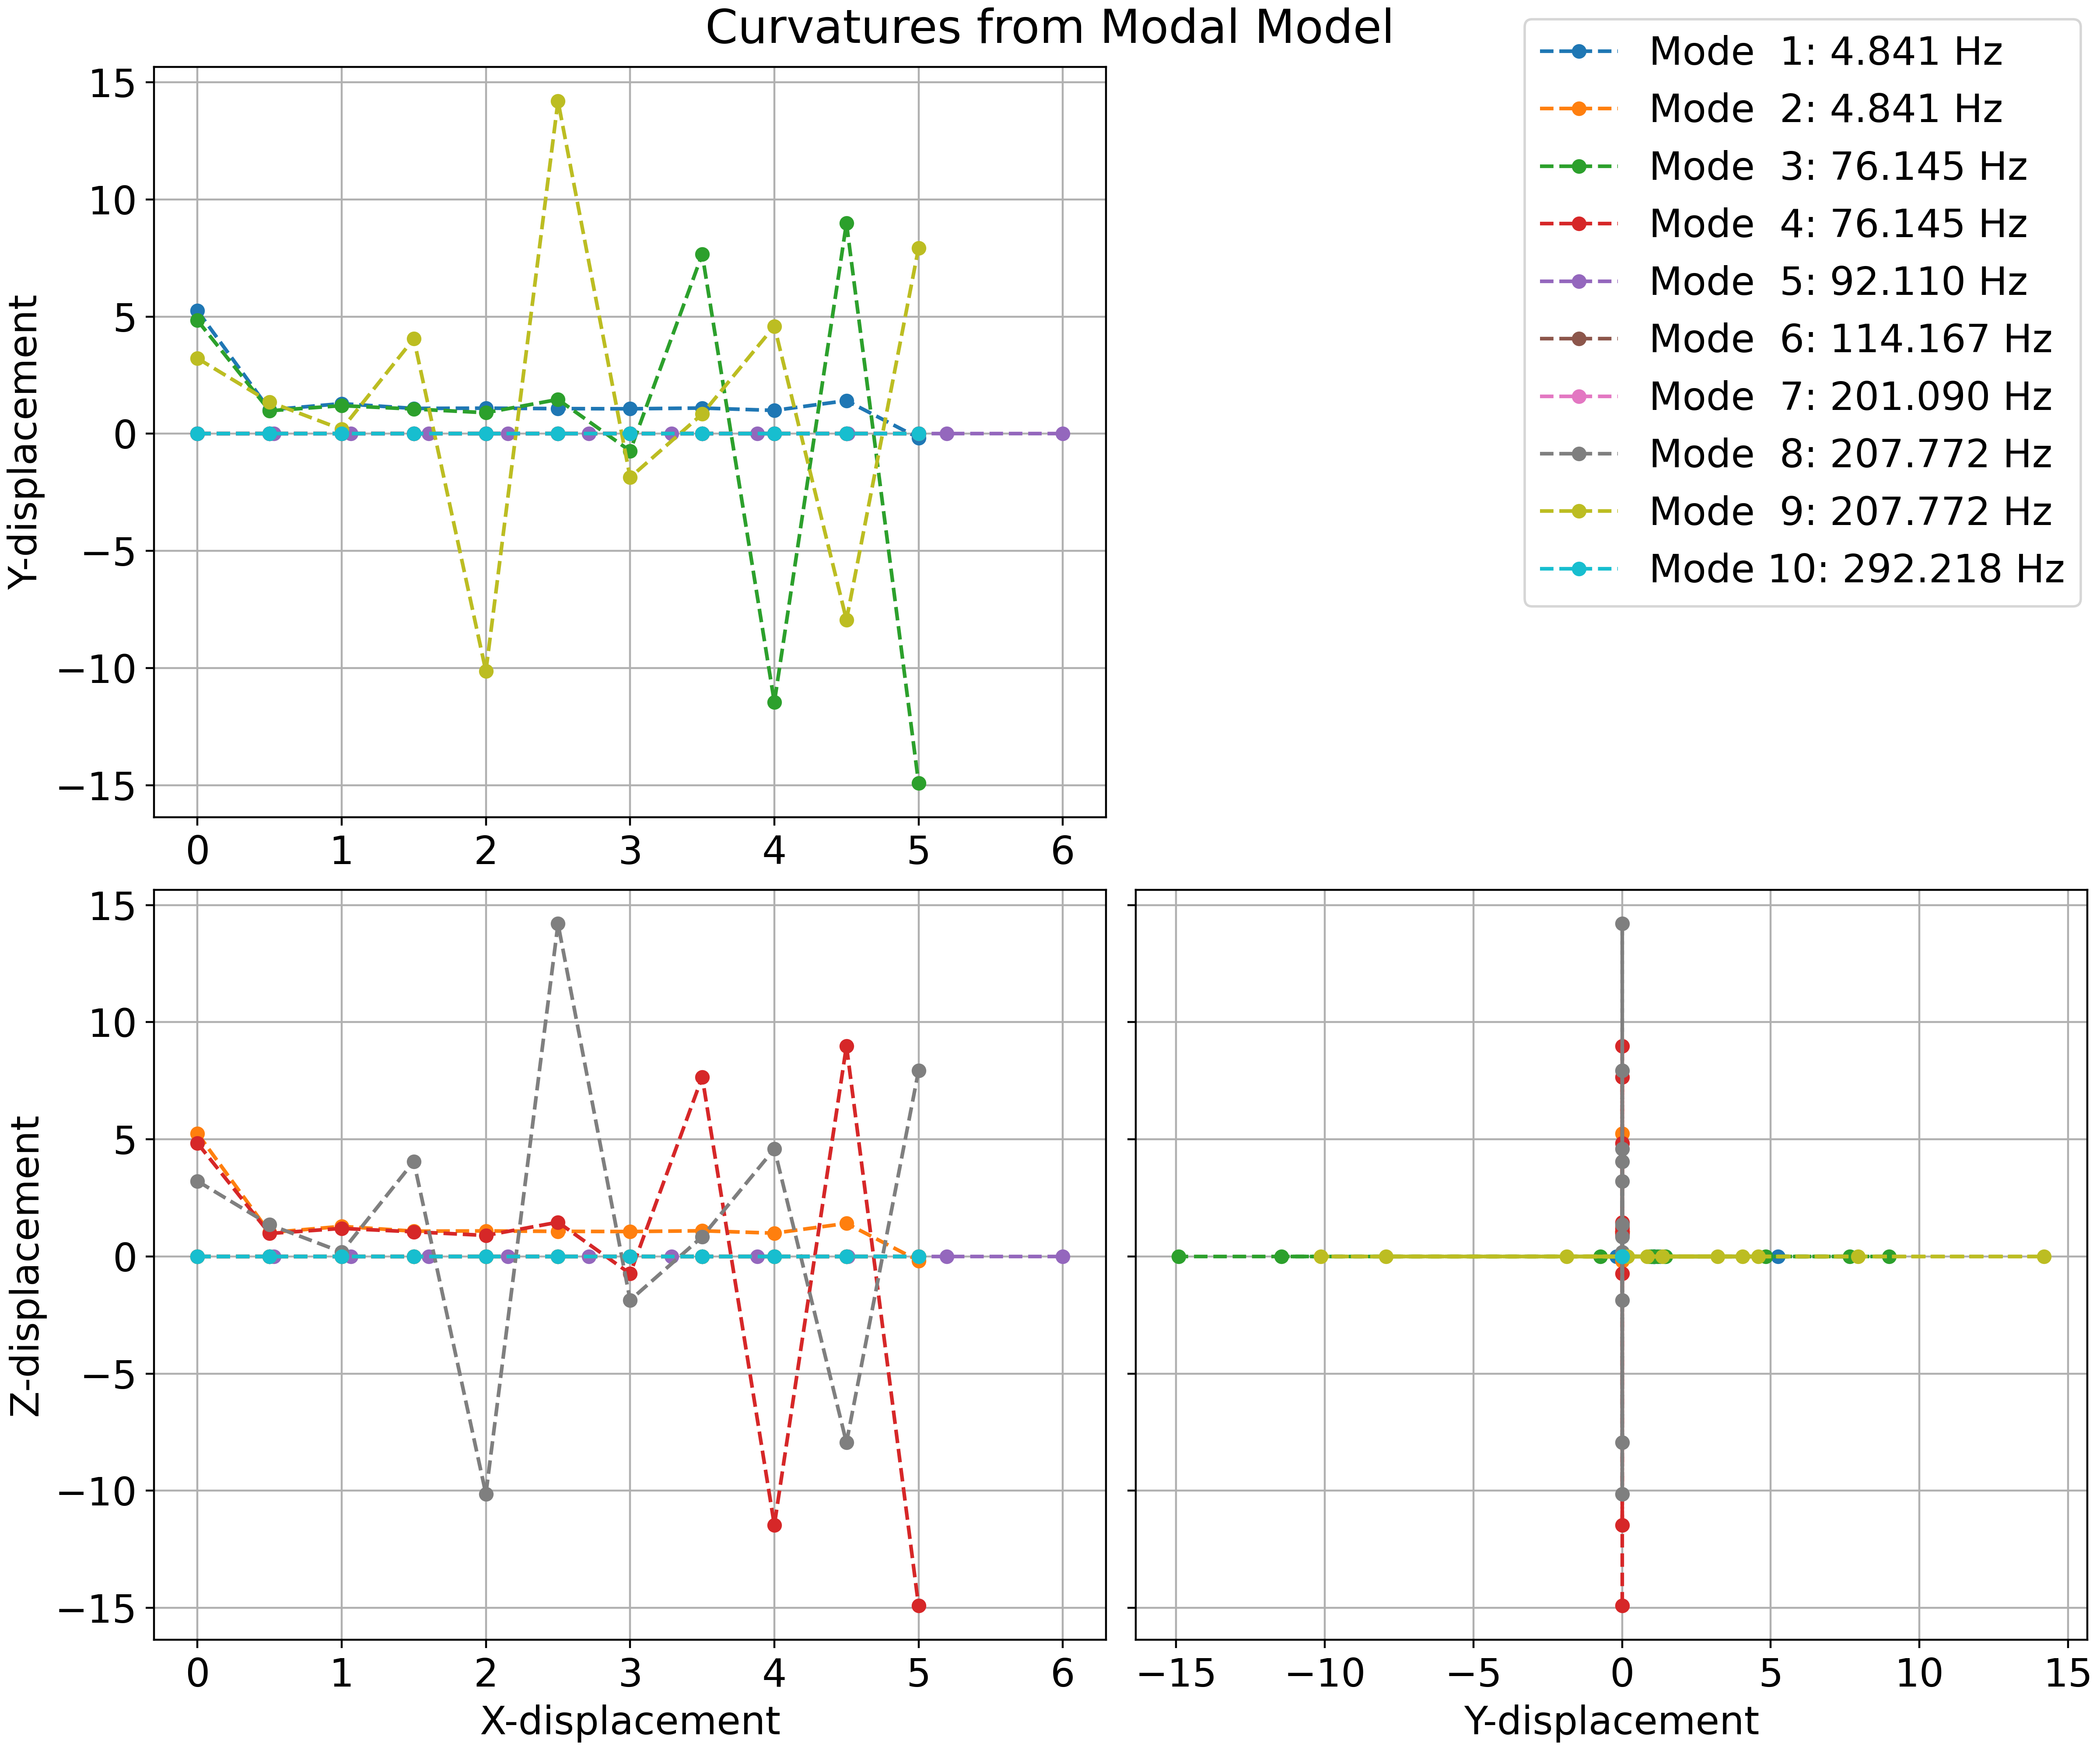 Curvatures from Modal Model
Mode 1: 4.841 Hz
Mode 2: 4.841 Hz
Mode 3: 76.145 Hz
Mode 4: 76.145 Hz
Mode 5: 92.110 Hz
Mode 6: 114.167 Hz
Mode 7: 201.090 Hz
Mode 8: 207.772 Hz
Mode 9: 207.772 Hz
Mode 10: 292.218 Hz
Y-displacement
15
10
5
0
−5
−10
−15
0 1 2 3 4 5 6
Z-displacement
15
10
5
0
−5
−10
−15
0 1 2 3 4 5 6
X-displacement
−15 −10 −5 0 5 10 15
Y-displacement